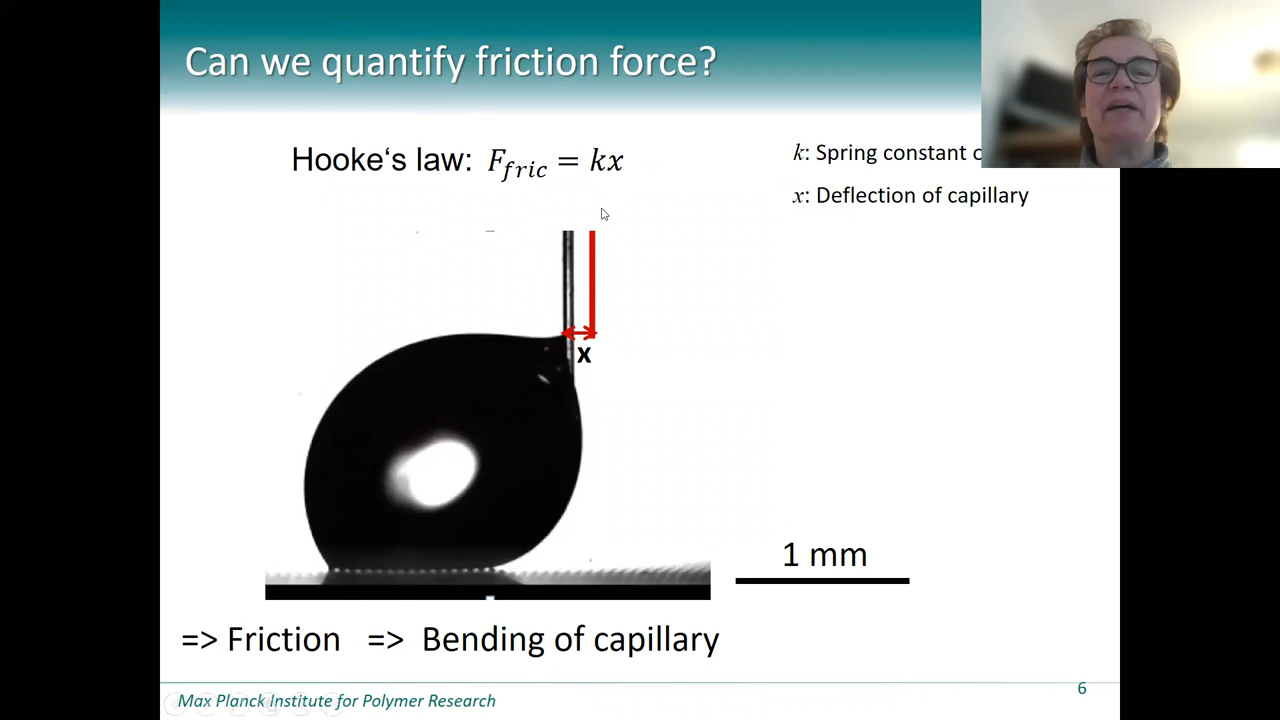 Can we quantify friction force?
Hooke‘s law: F_fric = kx
k: Spring constant
x: Deflection of capillary
x
1 mm
=> Friction => Bending of capillary
Max Planck Institute for Polymer Research
6